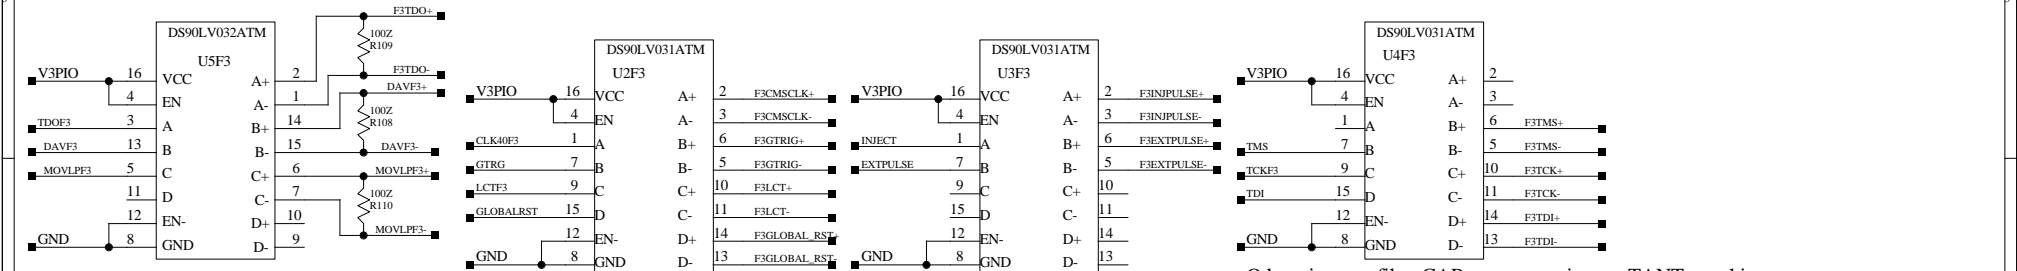 DS90LV032ATM
U5F3
V3PIO
16
VCC
4
EN
TDOF3
3
A
DAVF3
13
B
MOVLPF3
5
C
11
D
12
EN-
GND
8
GND
A+
2
A-
1
B+
14
B-
15
C+
6
C-
7
D+
10
D-
9
F3TDO+
100Z
R109
F3TDO-
DAVF3+
100Z
R108
DAVF3-
MOVLPF3+
100Z
R110
MOVLPF3-
DS90LV031ATM
U2F3
V3PIO
16
VCC
4
EN
CLK40F3
1
A
GTRG
7
B
LCTF3
9
C
GLOBALRST
15
D
12
EN-
GND
8
GND
A+
2
F3CMSCLK+
A-
3
F3CMSCLK-
B+
6
F3GTRIG+
B-
5
F3GTRIG-
C+
10
F3LCT+
C-
11
F3LCT-
D+
14
F3GLOBAL_RST+
D-
13
F3GLOBAL_RST-
DS90LV031ATM
U3F3
V3PIO
16
VCC
4
EN
INJECT
1
A
EXTPULSE
7
B
9
C
15
D
12
EN-
GND
8
GND
A+
2
F3INJPULSE+
A-
3
F3INJPULSE-
B+
6
F3EXTPULSE+
B-
5
F3EXTPULSE-
C+
10
C-
11
D+
14
D-
13
DS90LV031ATM
U4F3
V3PIO
16
VCC
4
EN
1
A
TMS
7
B
TCKF3
9
C
TDI
15
D
12
EN-
GND
8
GND
A+
2
A-
3
B+
6
F3TMS+
B-
5
F3TMS-
C+
10
F3TCK+
C-
11
F3TCK-
D+
14
F3TDI+
D-
13
F3TDI-